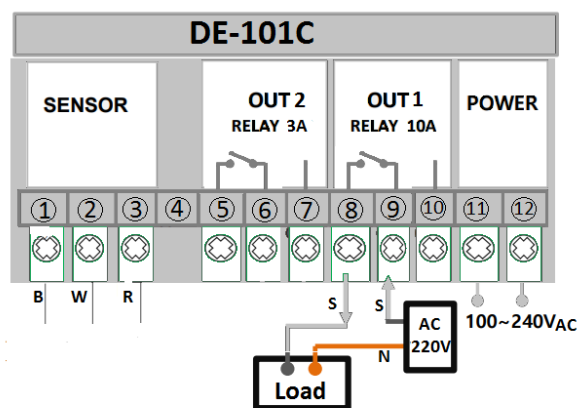 DE-101C
SENSOR
OUT 2
RELAY 3A
OUT 1
RELAY 10A
POWER
① ② ③ ④ ⑤ ⑥ ⑦ ⑧ ⑨ ⑩ ⑪ ⑫
B W R
S S
AC
220V
N
100~240VAC
Load